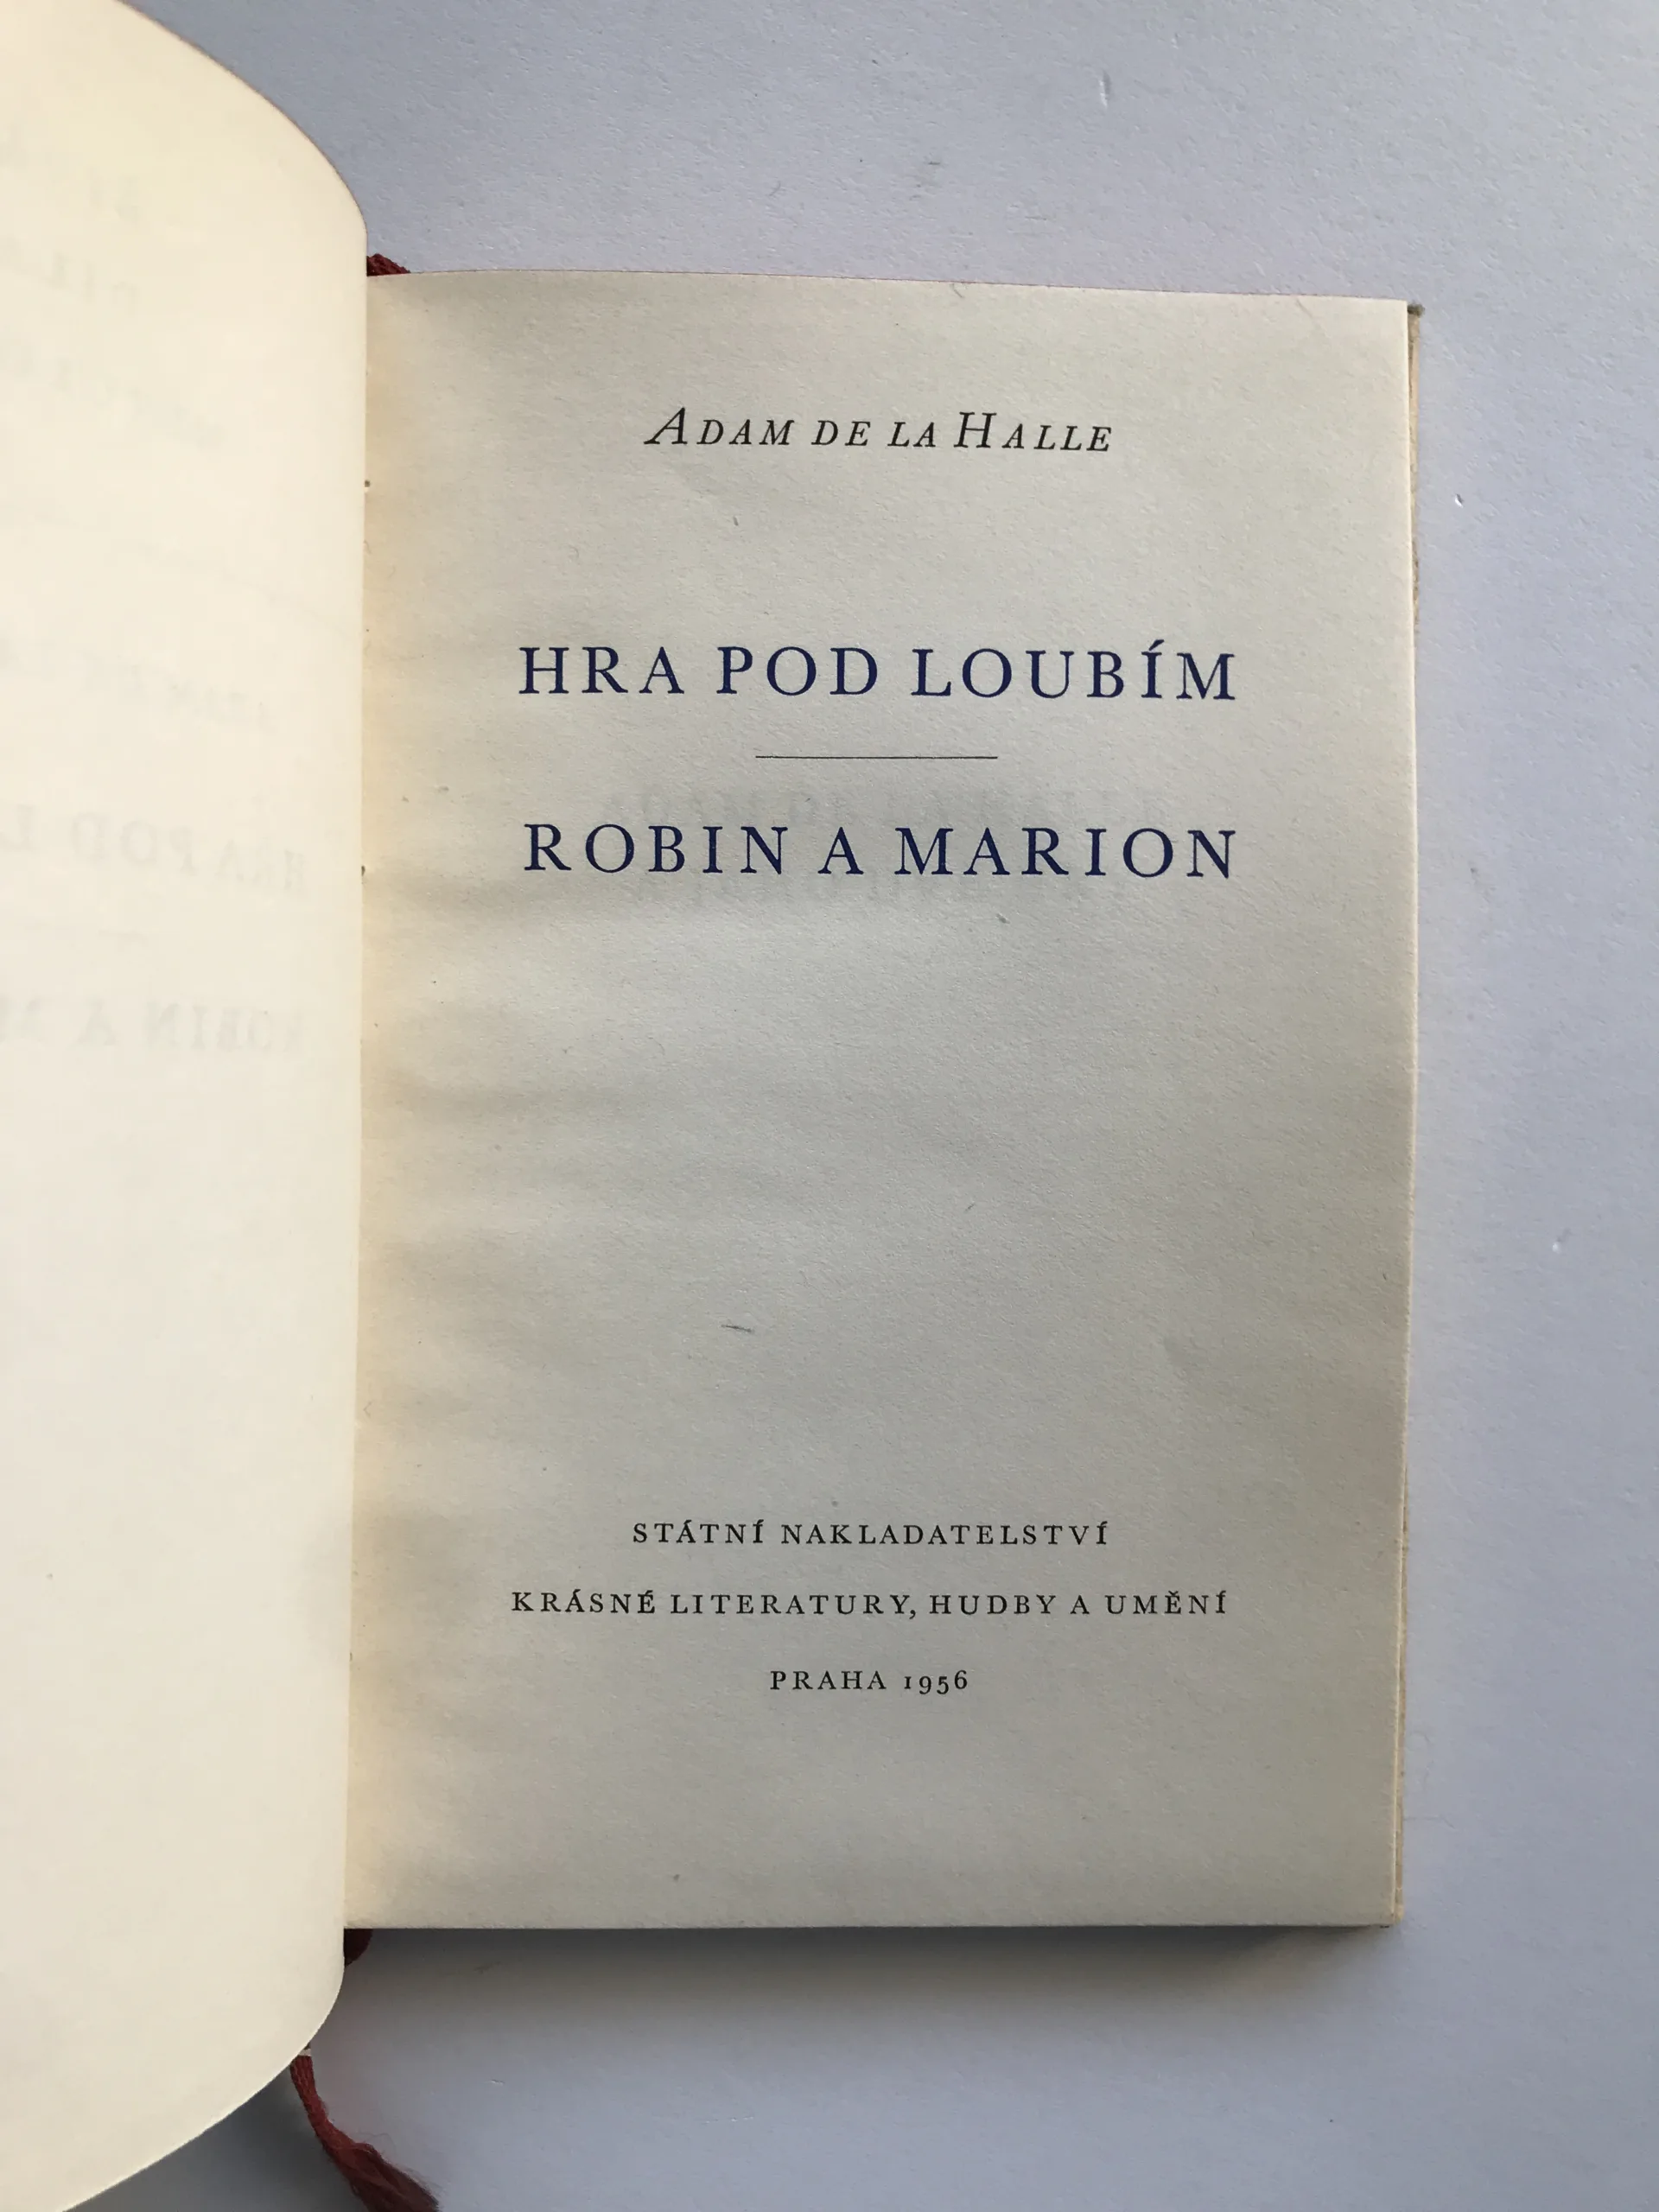 ADAM DE LA HALLE
HRA POD LOUBÍM
ROBIN A MARION
STÁTNÍ NAKLADATELSTVÍ
KRÁSNÉ LITERATURY, HUDBY A UMĚNÍ
PRAHA 1956